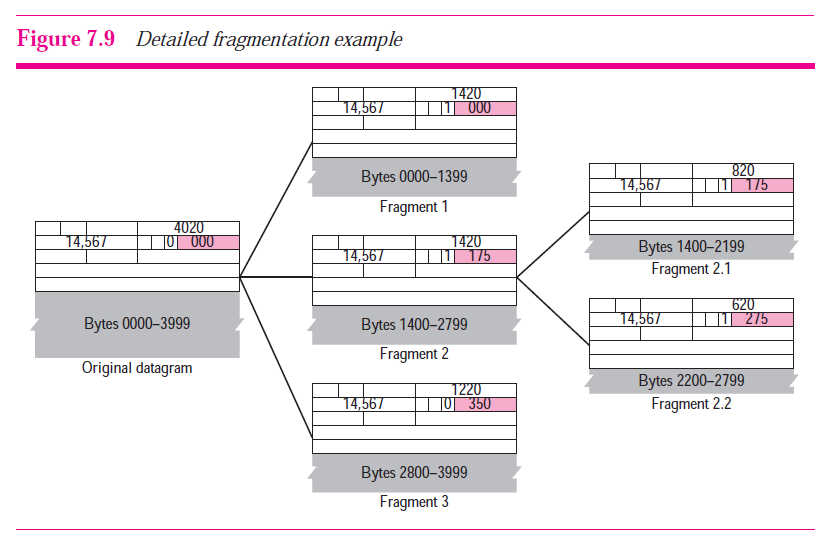 Figure 7.9 Detailed fragmentation example
4020
14,567 0 000
Bytes 0000–3999
Original datagram
1420
14,567 1 000
Bytes 0000–1399
Fragment 1
1420
14,567 1 175
Bytes 1400–2799
Fragment 2
1220
14,567 0 350
Bytes 2800–3999
Fragment 3
820
14,567 1 175
Bytes 1400–2199
Fragment 2.1
620
14,567 1 275
Bytes 2200–2799
Fragment 2.2